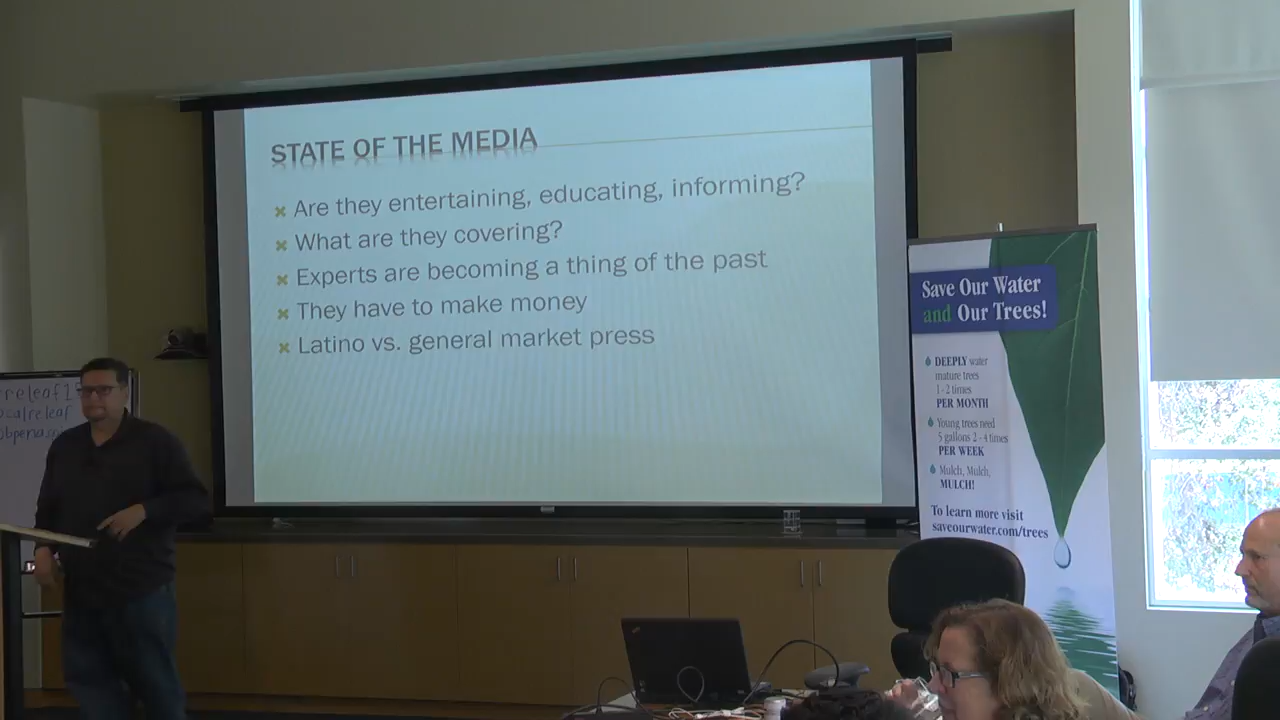 STATE OF THE MEDIA
Are they entertaining, educating, informing?
What are they covering?
Experts are becoming a thing of the past
They have to make money
Latino vs. general market press
Save Our Water
and Our Trees!
DEEPLY water
mature trees
1 - 2 times
PER MONTH
Young trees need
5 gallons 2 - 4 times
PER WEEK
Mulch, Mulch,
MULCH!
To learn more visit
saveourwater.com/trees